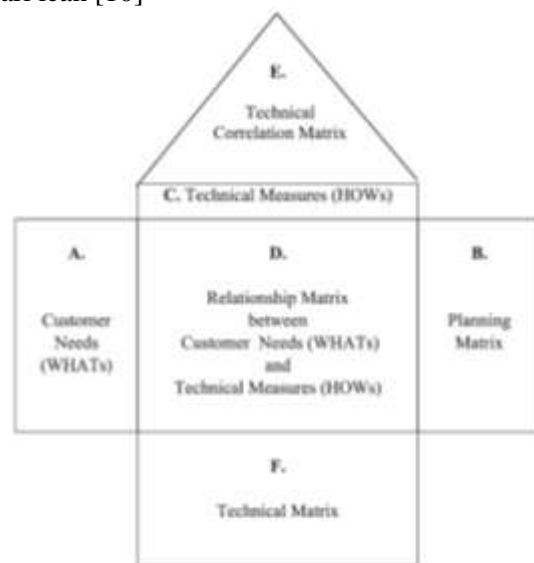 E.
Technical
Correlation Matrix
C. Technical Measures (HOWs)
A.
Customer
Needs
(WHATs)
D.
Relationship Matrix
between
Customer Needs (WHATs)
and
Technical Measures (HOWs)
B.
Planning
Matrix
F.
Technical Matrix